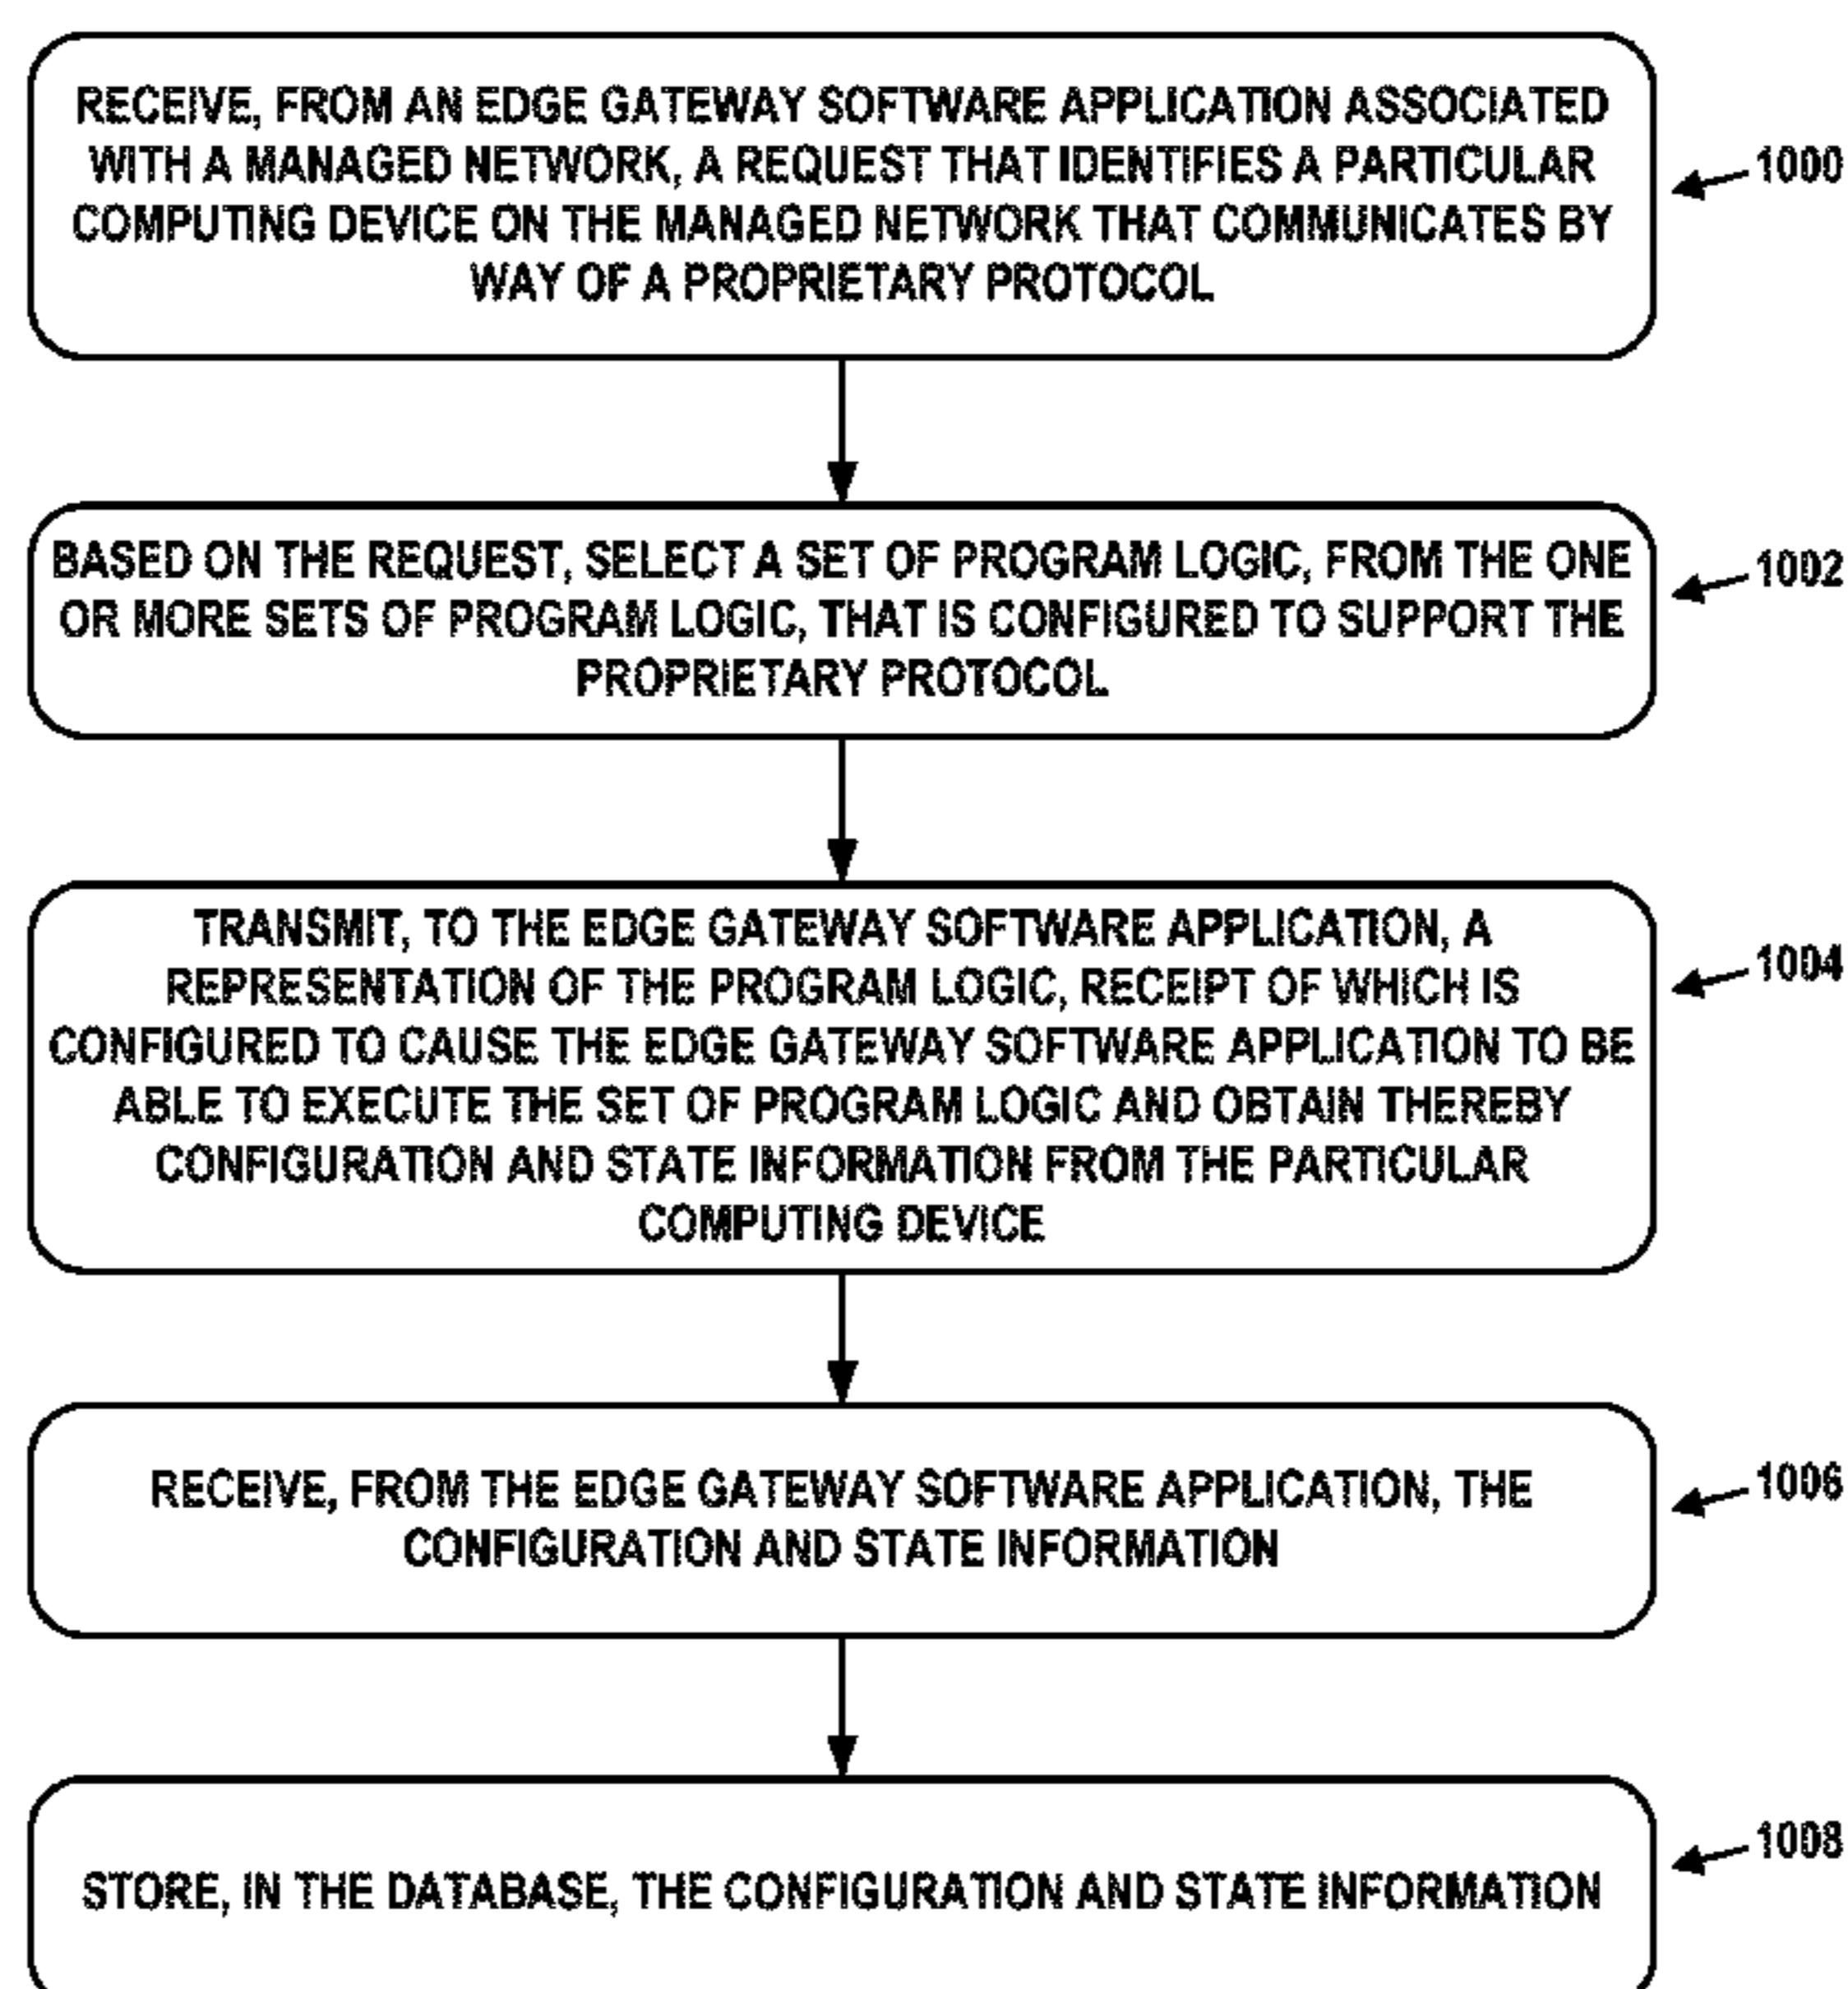 RECEIVE, FROM AN EDGE GATEWAY SOFTWARE APPLICATION ASSOCIATED
WITH A MANAGED NETWORK, A REQUEST THAT IDENTIFIES A PARTICULAR
COMPUTING DEVICE ON THE MANAGED NETWORK THAT COMMUNICATES BY
WAY OF A PROPRIETARY PROTOCOL
1000
BASED ON THE REQUEST, SELECT A SET OF PROGRAM LOGIC, FROM THE ONE
OR MORE SETS OF PROGRAM LOGIC, THAT IS CONFIGURED TO SUPPORT THE
PROPRIETARY PROTOCOL
1002
TRANSMIT, TO THE EDGE GATEWAY SOFTWARE APPLICATION, A
REPRESENTATION OF THE PROGRAM LOGIC, RECEIPT OF WHICH IS
CONFIGURED TO CAUSE THE EDGE GATEWAY SOFTWARE APPLICATION TO BE
ABLE TO EXECUTE THE SET OF PROGRAM LOGIC AND OBTAIN THEREBY
CONFIGURATION AND STATE INFORMATION FROM THE PARTICULAR
COMPUTING DEVICE
1004
RECEIVE, FROM THE EDGE GATEWAY SOFTWARE APPLICATION, THE
CONFIGURATION AND STATE INFORMATION
1006
STORE, IN THE DATABASE, THE CONFIGURATION AND STATE INFORMATION
1008